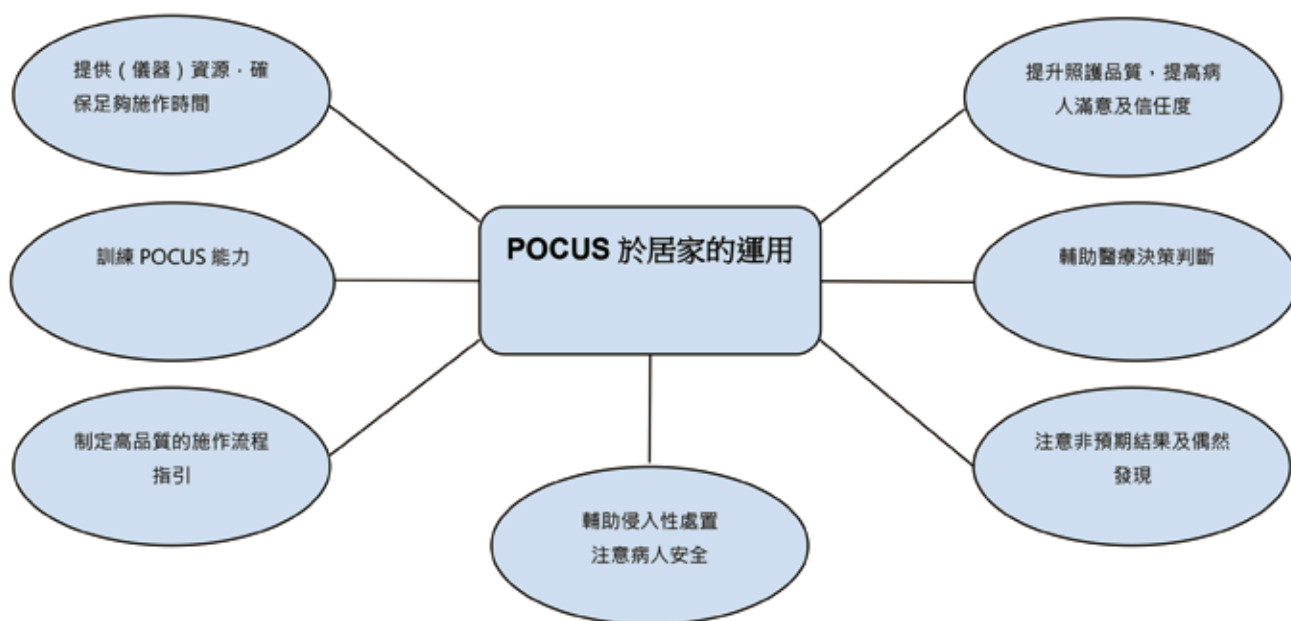 提供（儀器）資源，確
保足夠施作時間
訓練 POCUS 能力
制定高品質的施作流程
指引
POCUS 於居家的運用
輔助侵入性處置
注意病人安全
提升照護品質，提高病
人滿意及信任度
輔助醫療決策判斷
注意非預期結果及偶然
發現